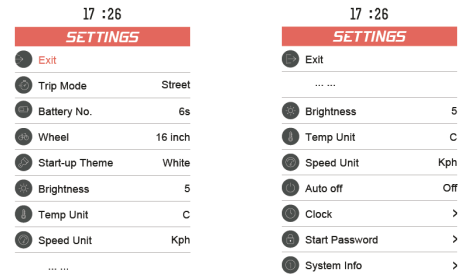 17 :26
SETTINGS
Exit
Trip Mode Street
Battery No. 6s
Wheel 16 inch
Start-up Theme White
Brightness 5
Temp Unit C
Speed Unit Kph
... ...
17 :26
SETTINGS
Exit
... ...
Brightness 5
Temp Unit C
Speed Unit Kph
Auto off Off
Clock >
Start Password >
System Info >